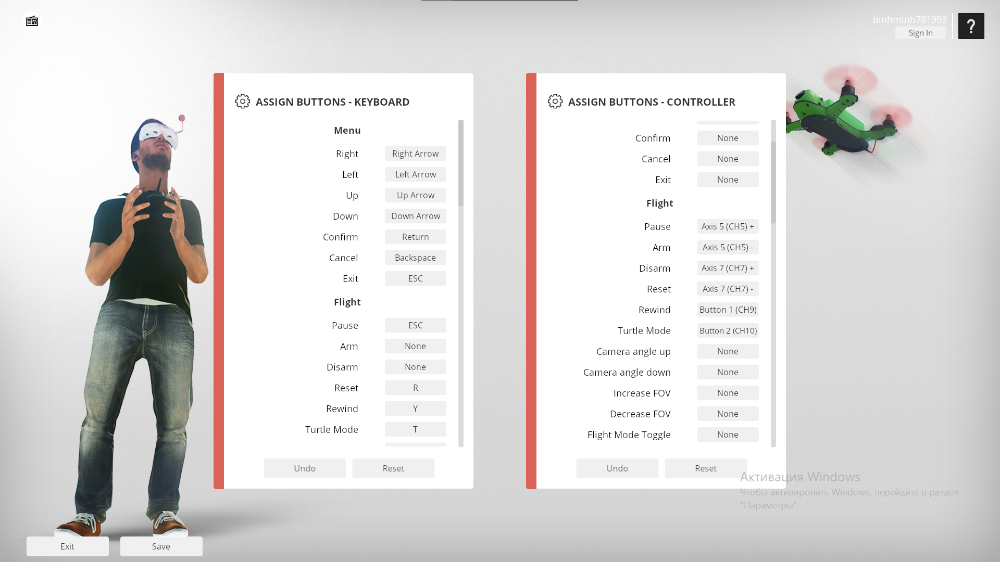 binhminh781993
Sign In
?
ASSIGN BUTTONS - KEYBOARD
Menu
Right Right Arrow
Left Left Arrow
Up Up Arrow
Down Down Arrow
Confirm Return
Cancel Backspace
Exit ESC
Flight
Pause ESC
Arm None
Disarm None
Reset R
Rewind Y
Turtle Mode T
Undo Reset
ASSIGN BUTTONS - CONTROLLER
Confirm None
Cancel None
Exit None
Flight
Pause Axis 5 (CH5) +
Arm Axis 5 (CH5) -
Disarm Axis 7 (CH7) +
Reset Axis 7 (CH7) -
Rewind Button 1 (CH9)
Turtle Mode Button 2 (CH10)
Camera angle up None
Camera angle down None
Increase FOV None
Decrease FOV None
Flight Mode Toggle None
Undo Reset
Активация Windows
Чтобы активировать Windows, перейдите в раздел
"Параметры".
Exit Save